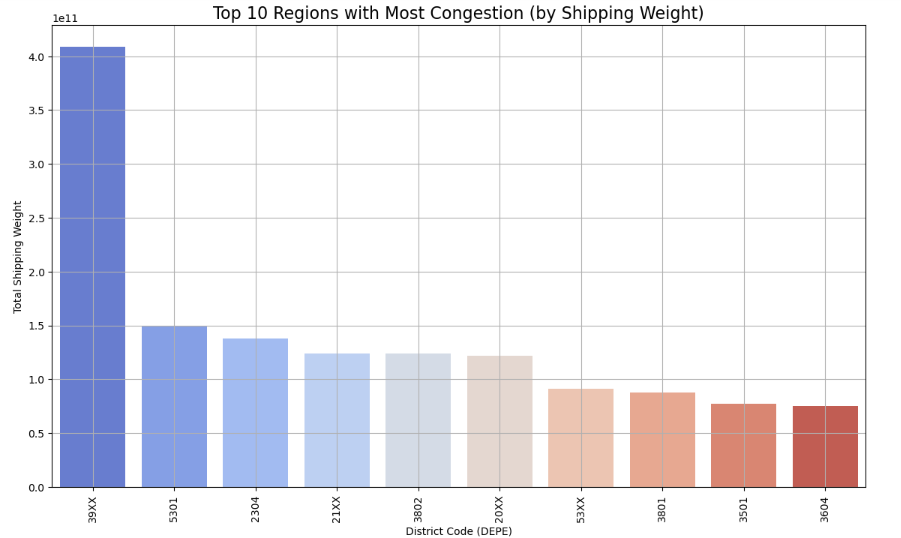 Top 10 Regions with Most Congestion (by Shipping Weight)
1e11
4.0
3.5
3.0
2.5
2.0
1.5
1.0
0.5
0.0
Total Shipping Weight
39XX
5301
2304
21XX
3802
20XX
53XX
3801
3501
3604
District Code (DEPE)